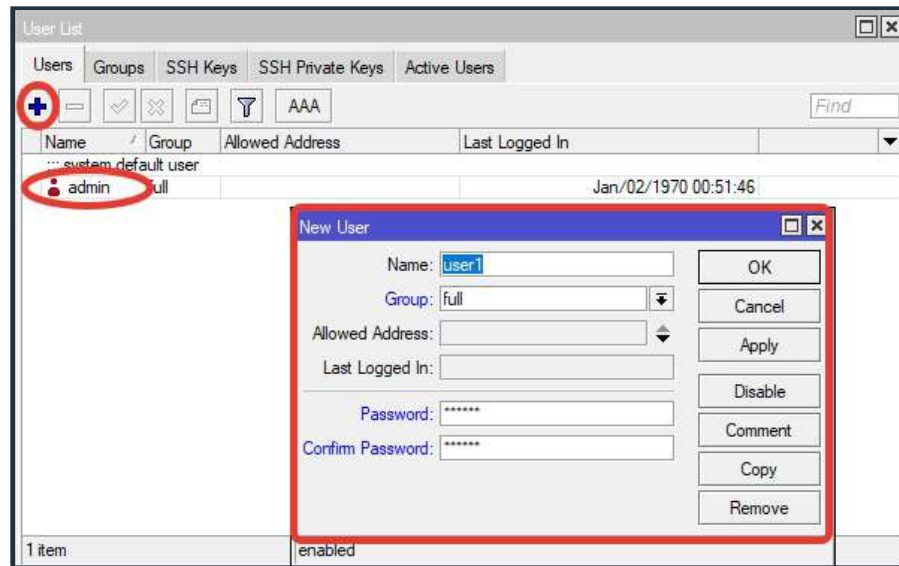 User List
Users Groups SSH Keys SSH Private Keys Active Users
AAA Find
Name Group Allowed Address Last Logged In
::: system default user
admin full Jan/02/1970 00:51:46
New User
Name: user1 OK
Group: full Cancel
Allowed Address: Apply
Last Logged In:
Disable
Password: ****** Comment
Confirm Password: ****** Copy
Remove
1 item enabled